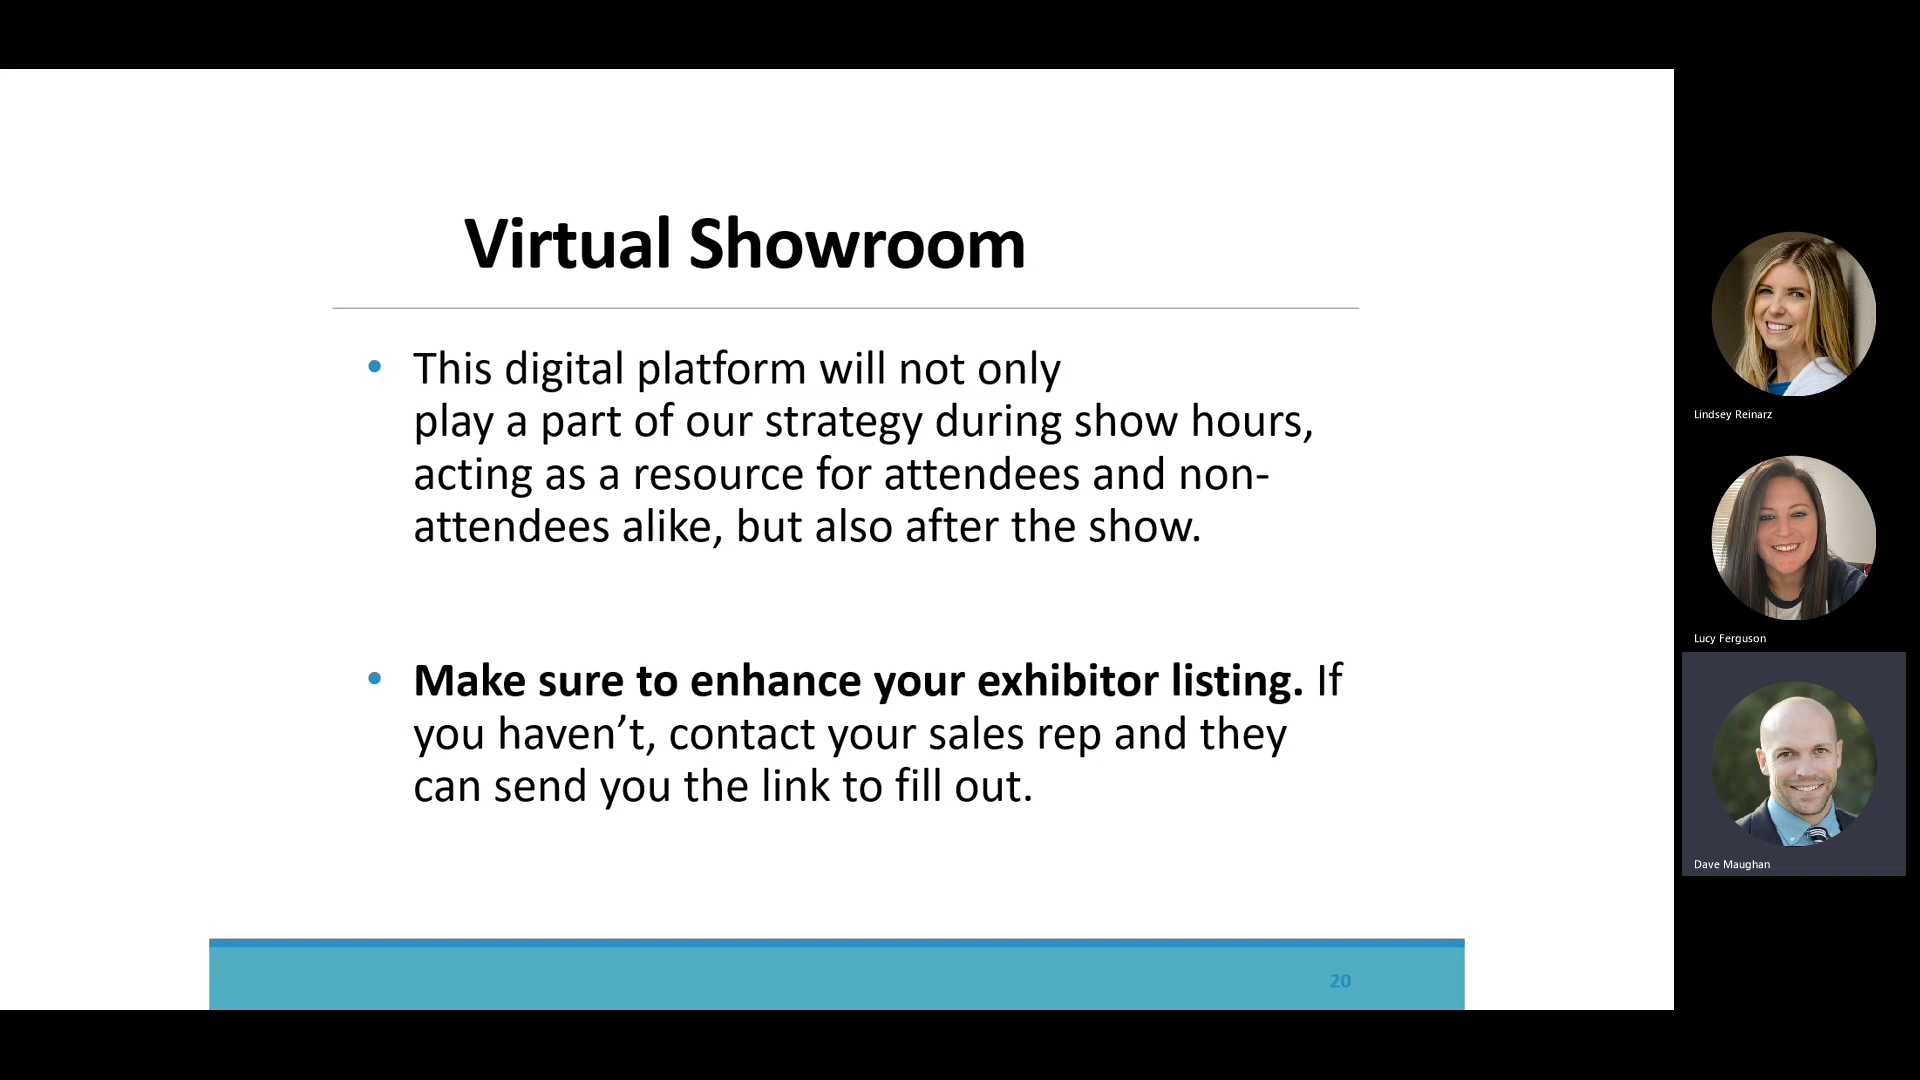 Virtual Showroom
• This digital platform will not only
play a part of our strategy during show hours,
acting as a resource for attendees and non-
attendees alike, but also after the show.
• Make sure to enhance your exhibitor listing. If
you haven’t, contact your sales rep and they
can send you the link to fill out.
20
Lindsey Reinarz
Lucy Ferguson
Dave Maughan